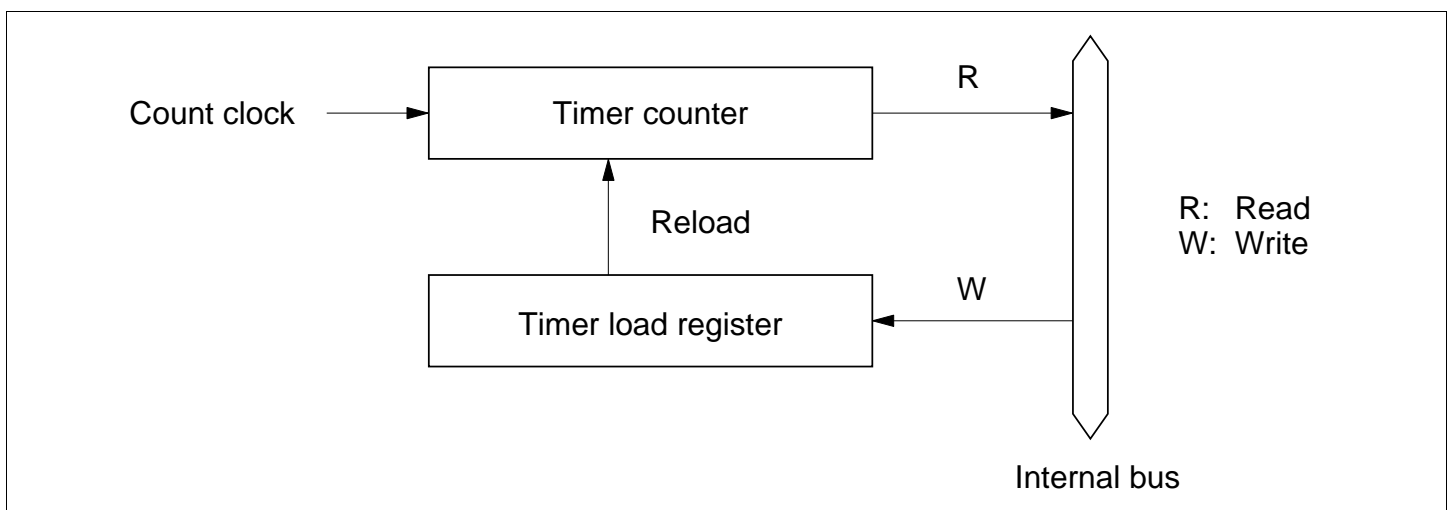 R
Count clock
Timer counter
Reload
R: Read
W: Write
W
Timer load register
Internal bus